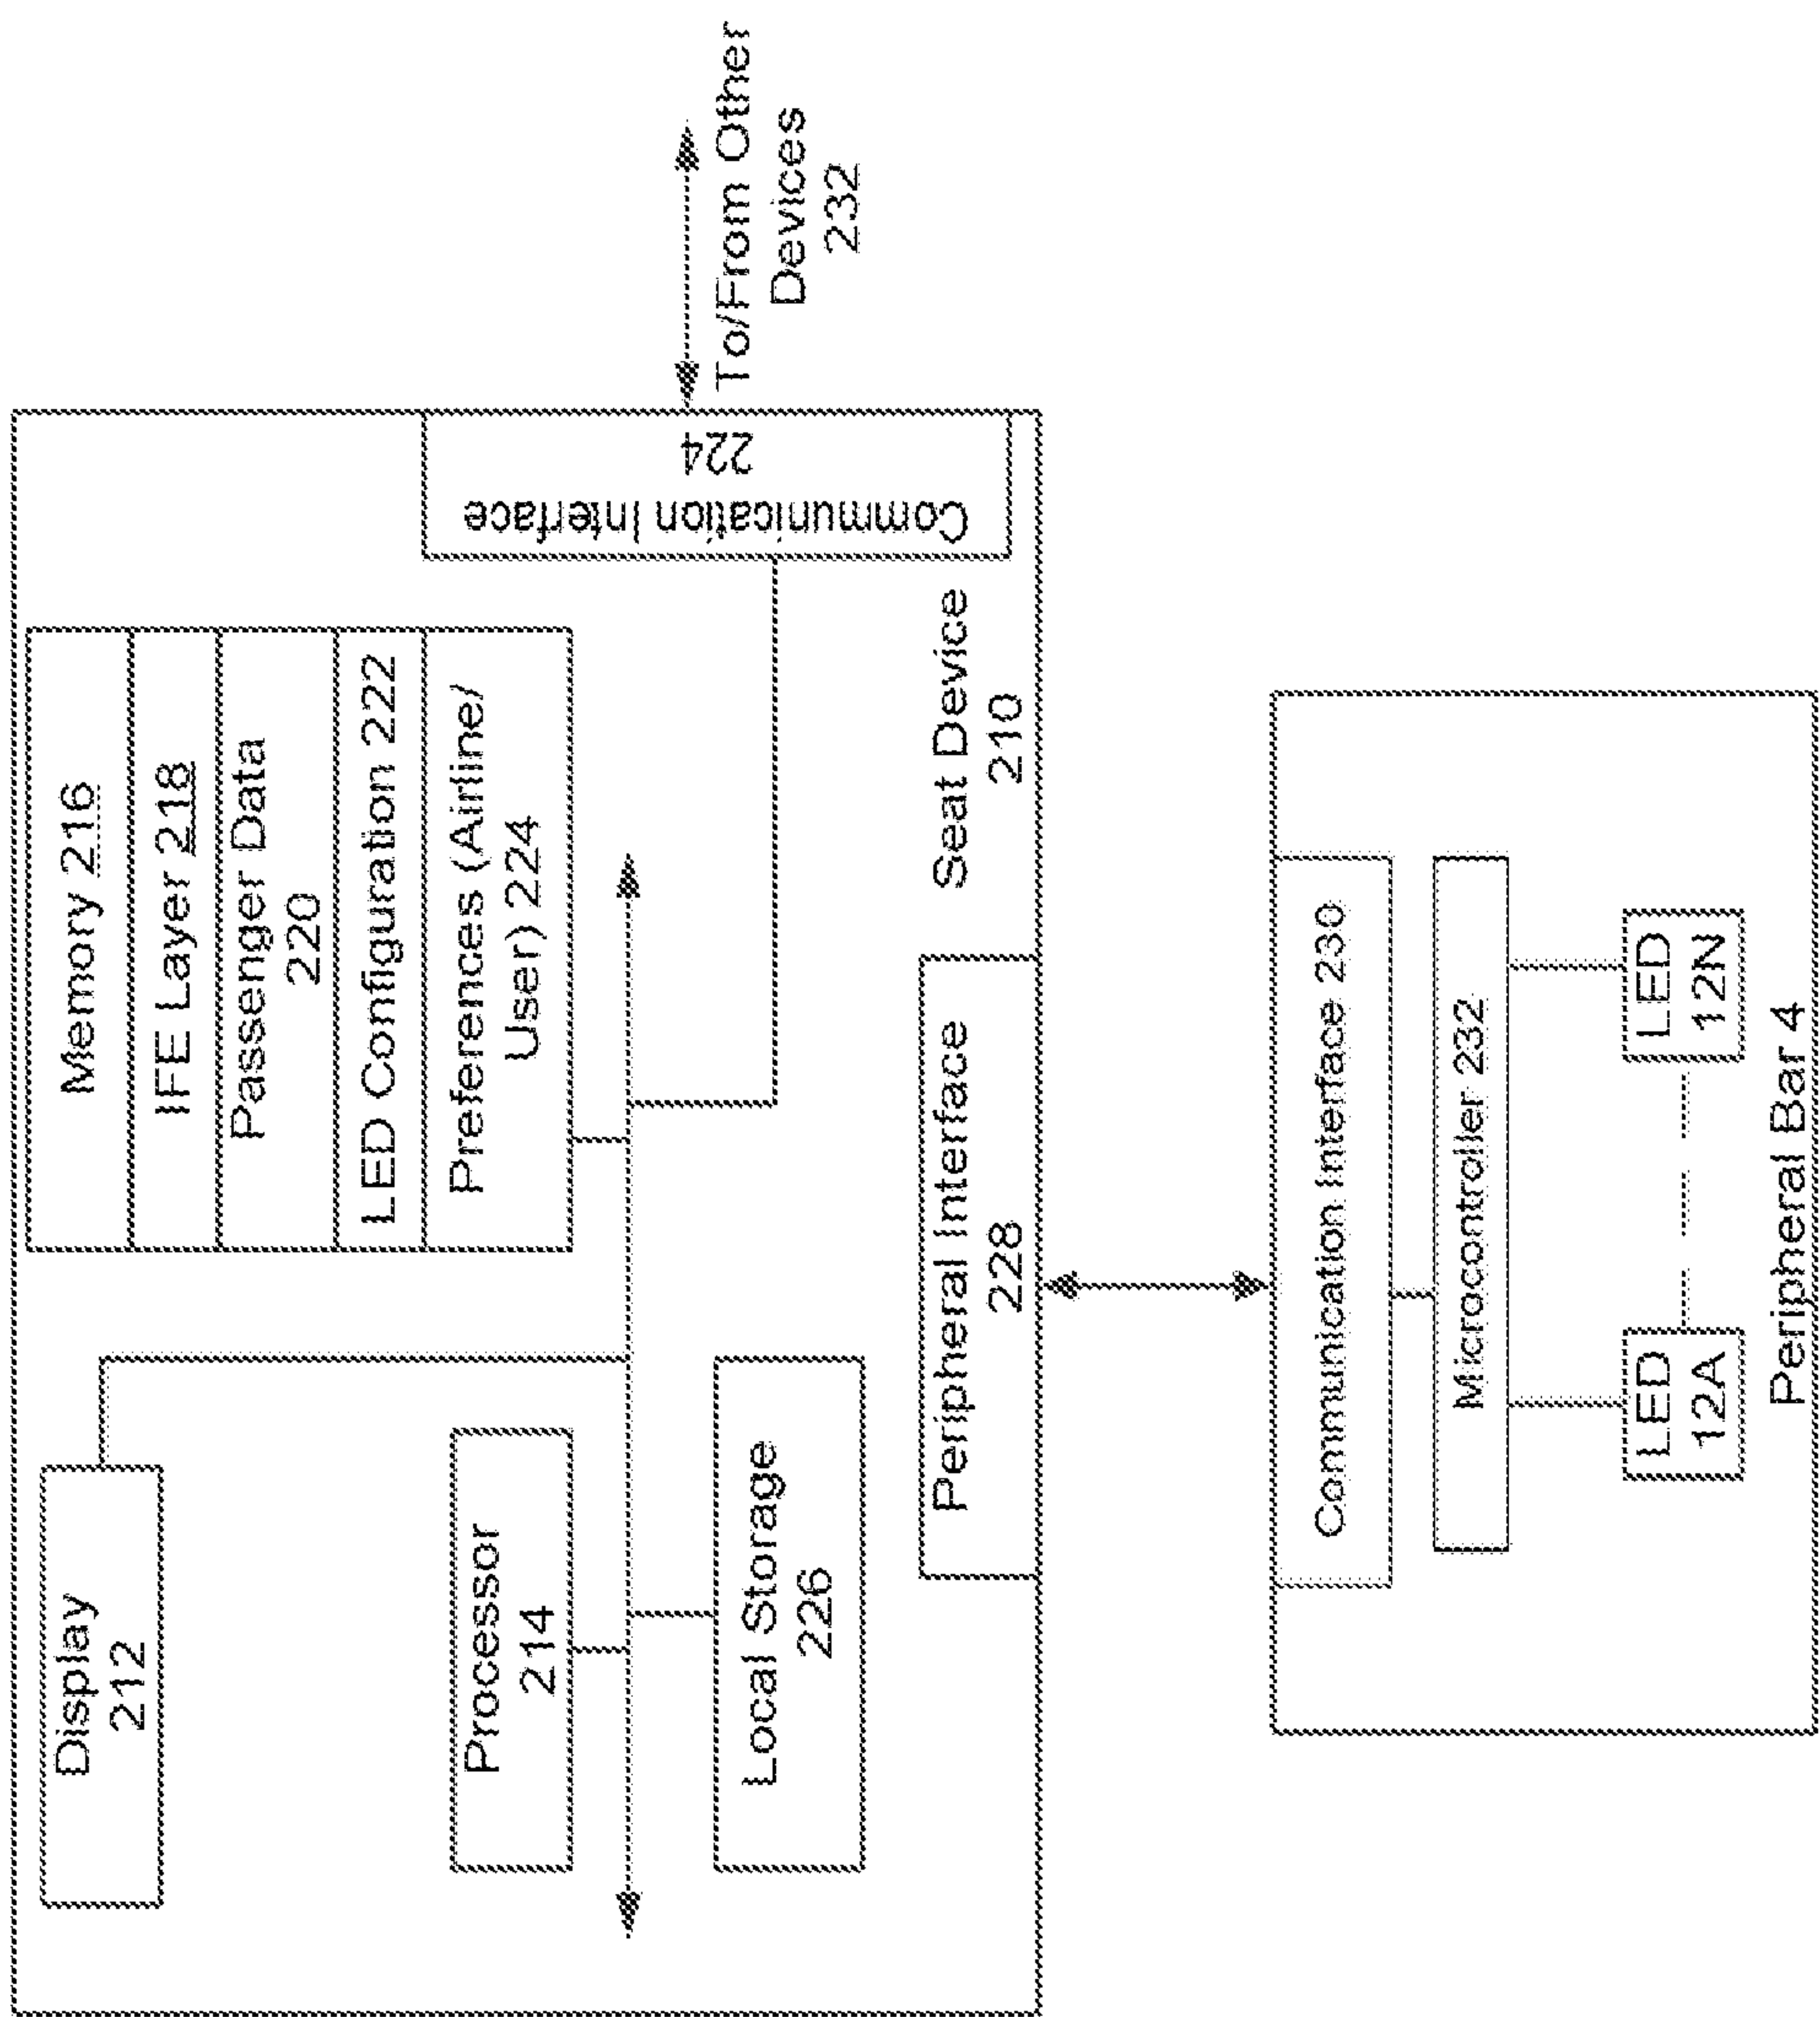 Display
212
Memory 216
IFE Layer 218
Passenger Data
220
LED Configuration 222
Preferences (Airline/
User) 224
Processor
214
Local Storage
226
Communication Interface
224
To/From Other
Devices
232
Peripheral Interface
228
Seat Device
210
Communication Interface 230
Microcontroller 232
LED
12A
LED
12N
Peripheral Bar 4